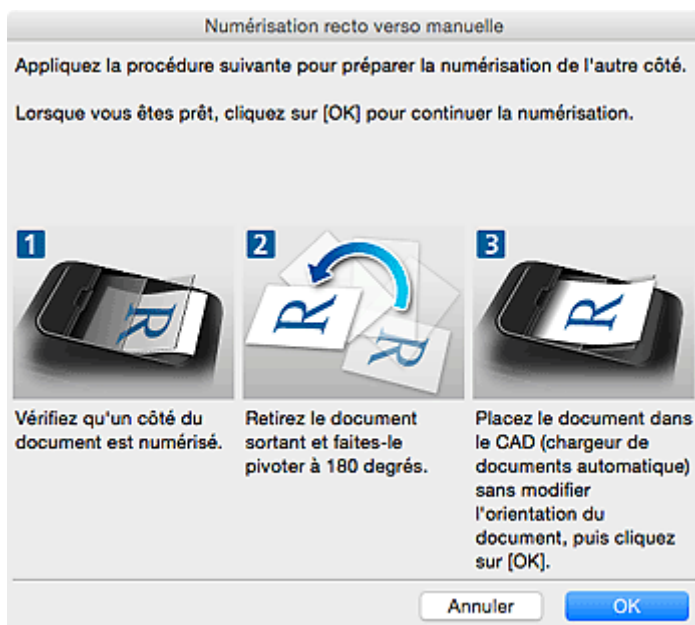 Numérisation recto verso manuelle
Appliquez la procédure suivante pour préparer la numérisation de l'autre côté.
Lorsque vous êtes prêt, cliquez sur [OK] pour continuer la numérisation.
1
R
Vérifiez qu'un côté du
document est numérisé.
2
R
R
Retirez le document
sortant et faites-le
pivoter à 180 degrés.
3
R
Placez le document dans
le CAD (chargeur de
documents automatique)
sans modifier
l'orientation du
document, puis cliquez
sur [OK].
Annuler
OK